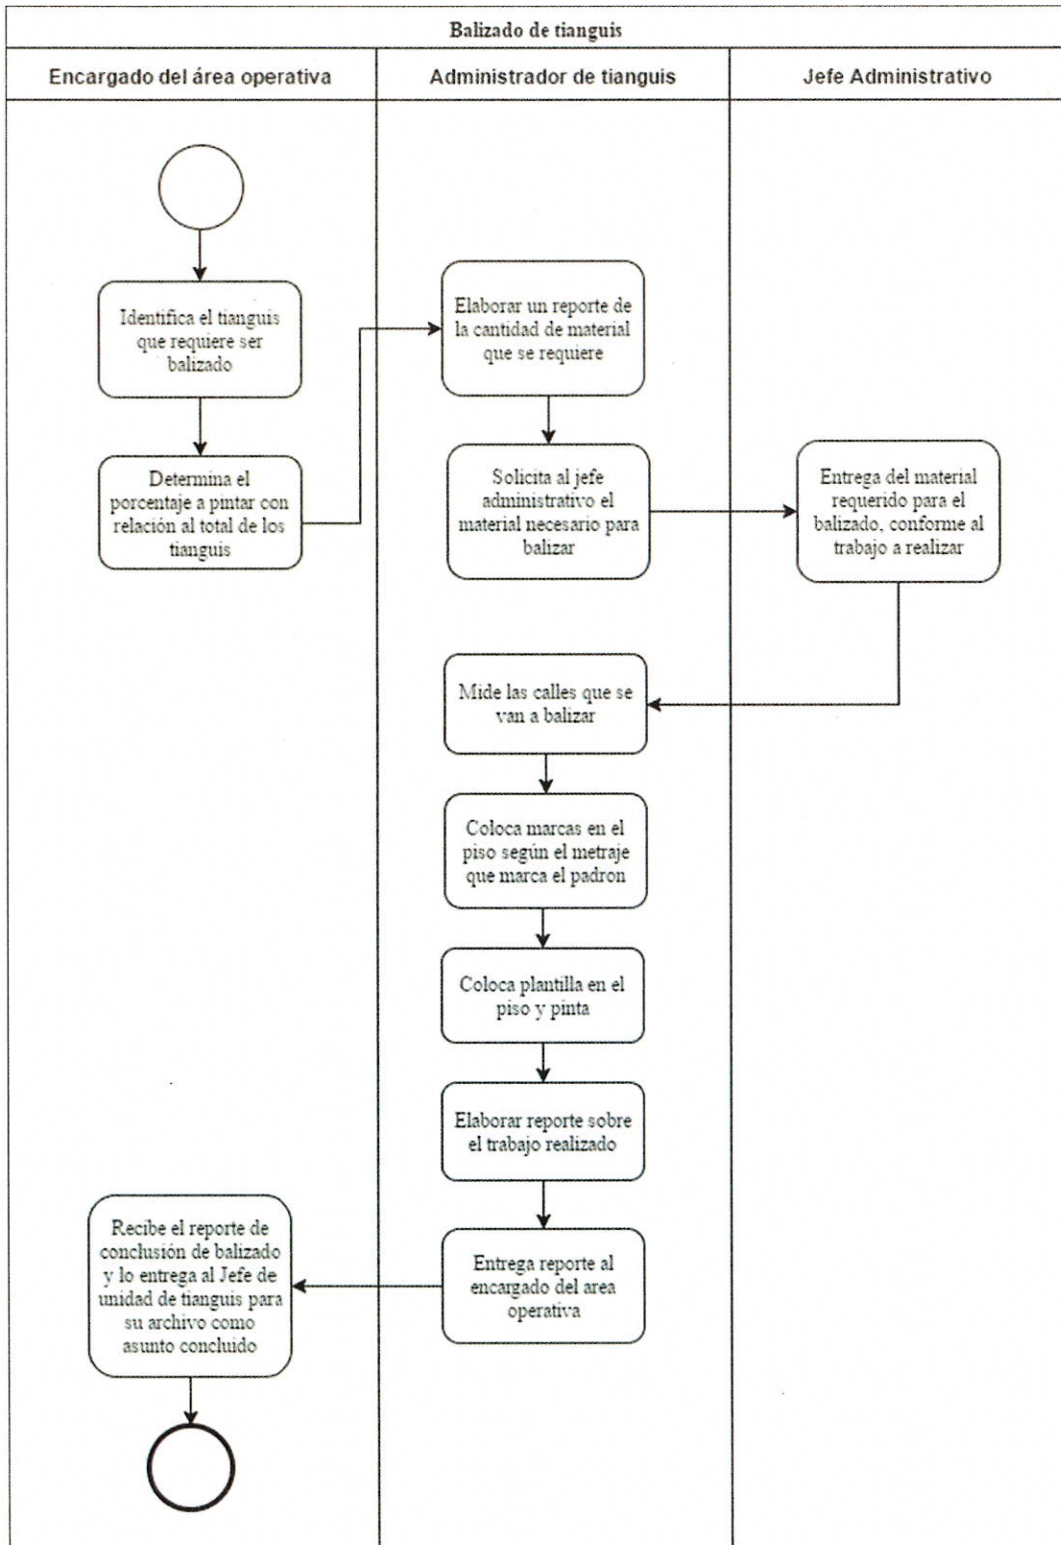 Balizado de tianguis
Encargado del área operativa
Administrador de tianguis
Jefe Administrativo
Identifica el tianguis
que requiere ser
balizado
Determina el
porcentaje a pintar con
relación al total de los
tianguis
Elaborar un reporte de
la cantidad de material
que se requiere
Solicita al jefe
administrativo el
material necesario para
balizar
Entrega del material
requerido para el
balizado, conforme al
trabajo a realizar
Mide las calles que se
van a balizar
Coloca marcas en el
piso según el metraje
que marca el padron
Coloca plantilla en el
piso y pinta
Elaborar reporte sobre
el trabajo realizado
Entrega reporte al
encargado del area
operativa
Recibe el reporte de
conclusión de balizado
y lo entrega al Jefe de
unidad de tianguis para
su archivo como
asunto concluido